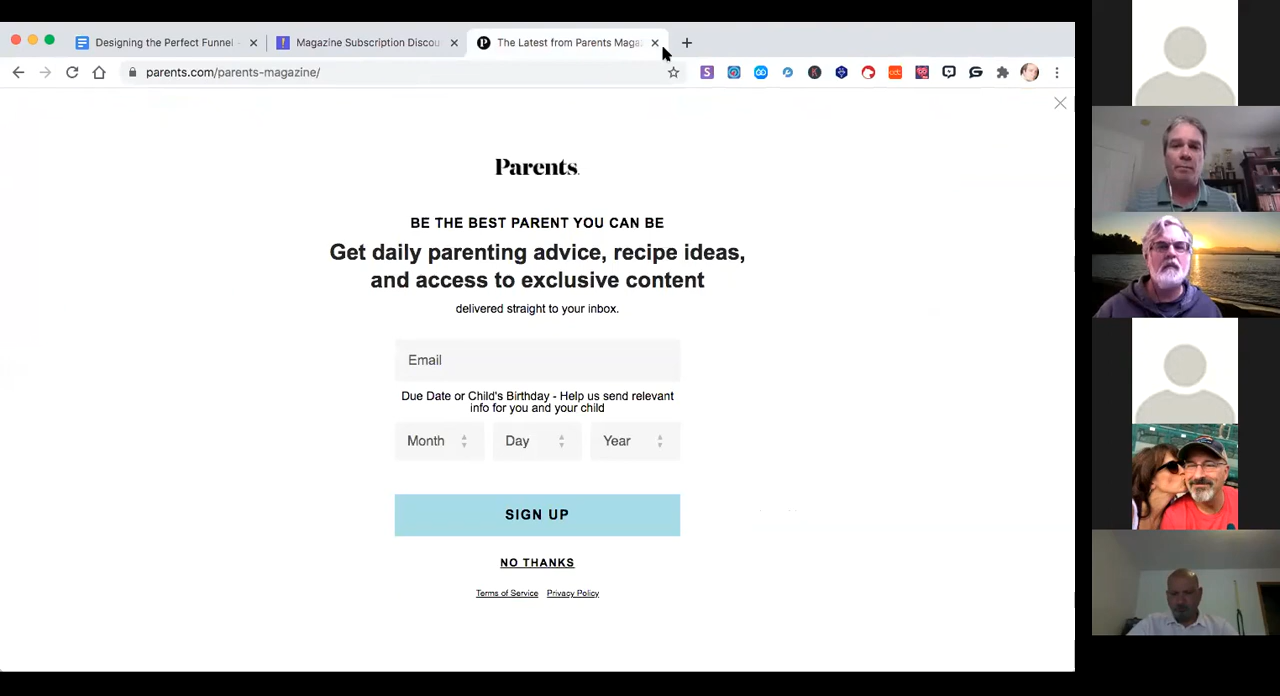 Designing the Perfect Funnel
Magazine Subscription Discou
The Latest from Parents Maga
parents.com/parents-magazine/
Parents.
BE THE BEST PARENT YOU CAN BE
Get daily parenting advice, recipe ideas,
and access to exclusive content
delivered straight to your inbox.
Email
Due Date or Child's Birthday - Help us send relevant
info for you and your child
Month
Day
Year
SIGN UP
NO THANKS
Terms of Service
Privacy Policy